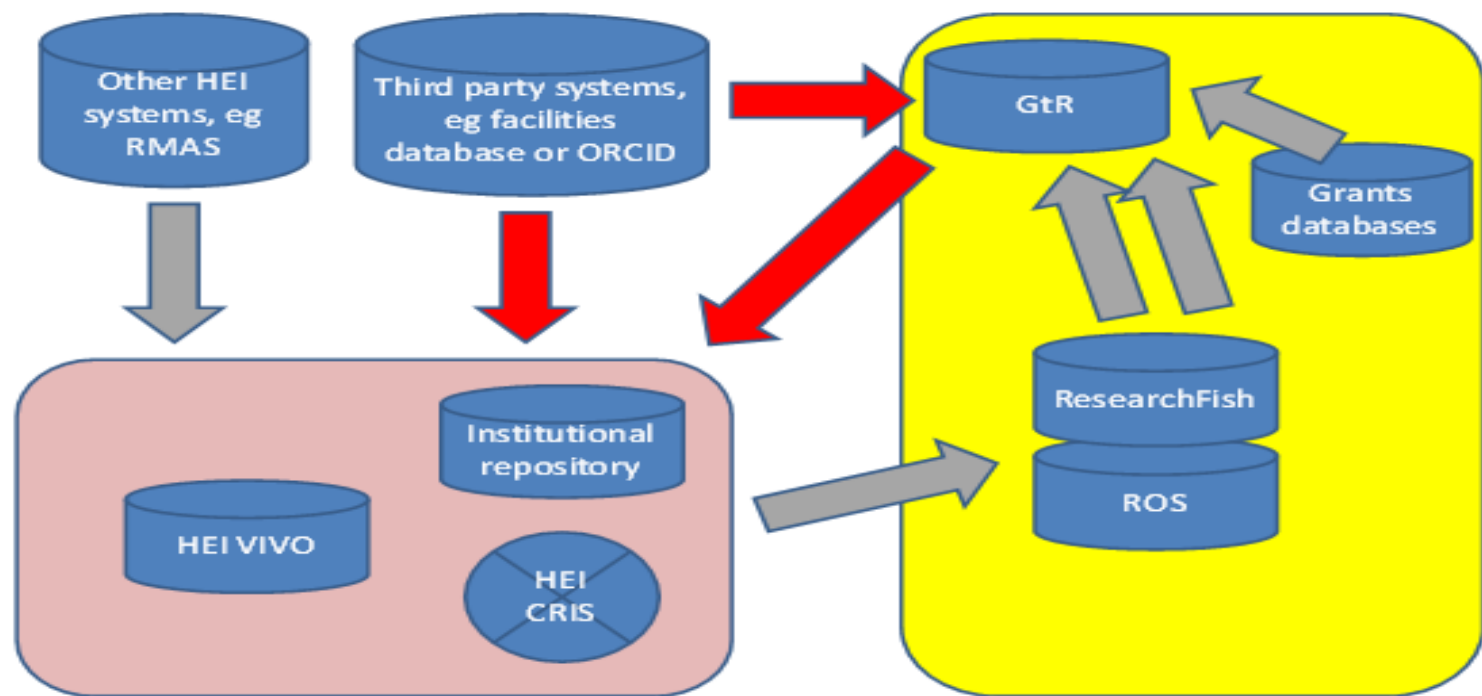 Other HEI
systems, eg
RMAS
Third party systems,
eg facilities
database or ORCID
GtR
Grants
databases
ResearchFish
ROS
Institutional
repository
HEI VIVO
HEI
CRIS